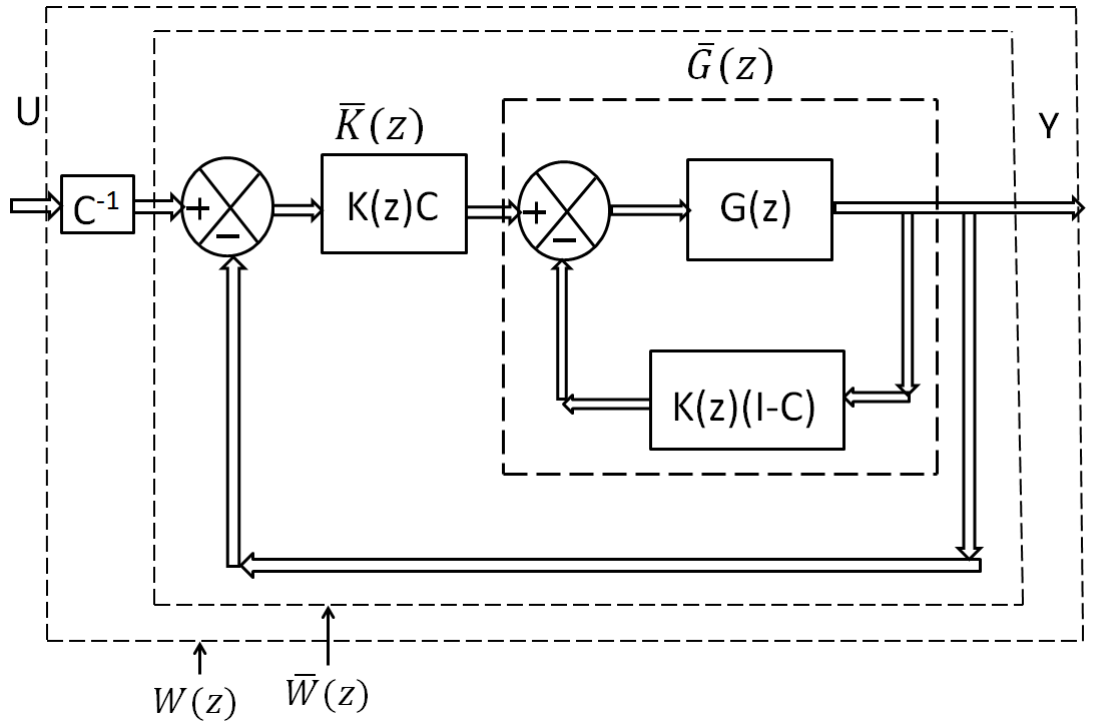 G̅(z)
U
K̅(z)
Y
C⁻¹
+
−
K(z)C
+
−
G(z)
K(z)(I-C)
W(z)
W̅(z)